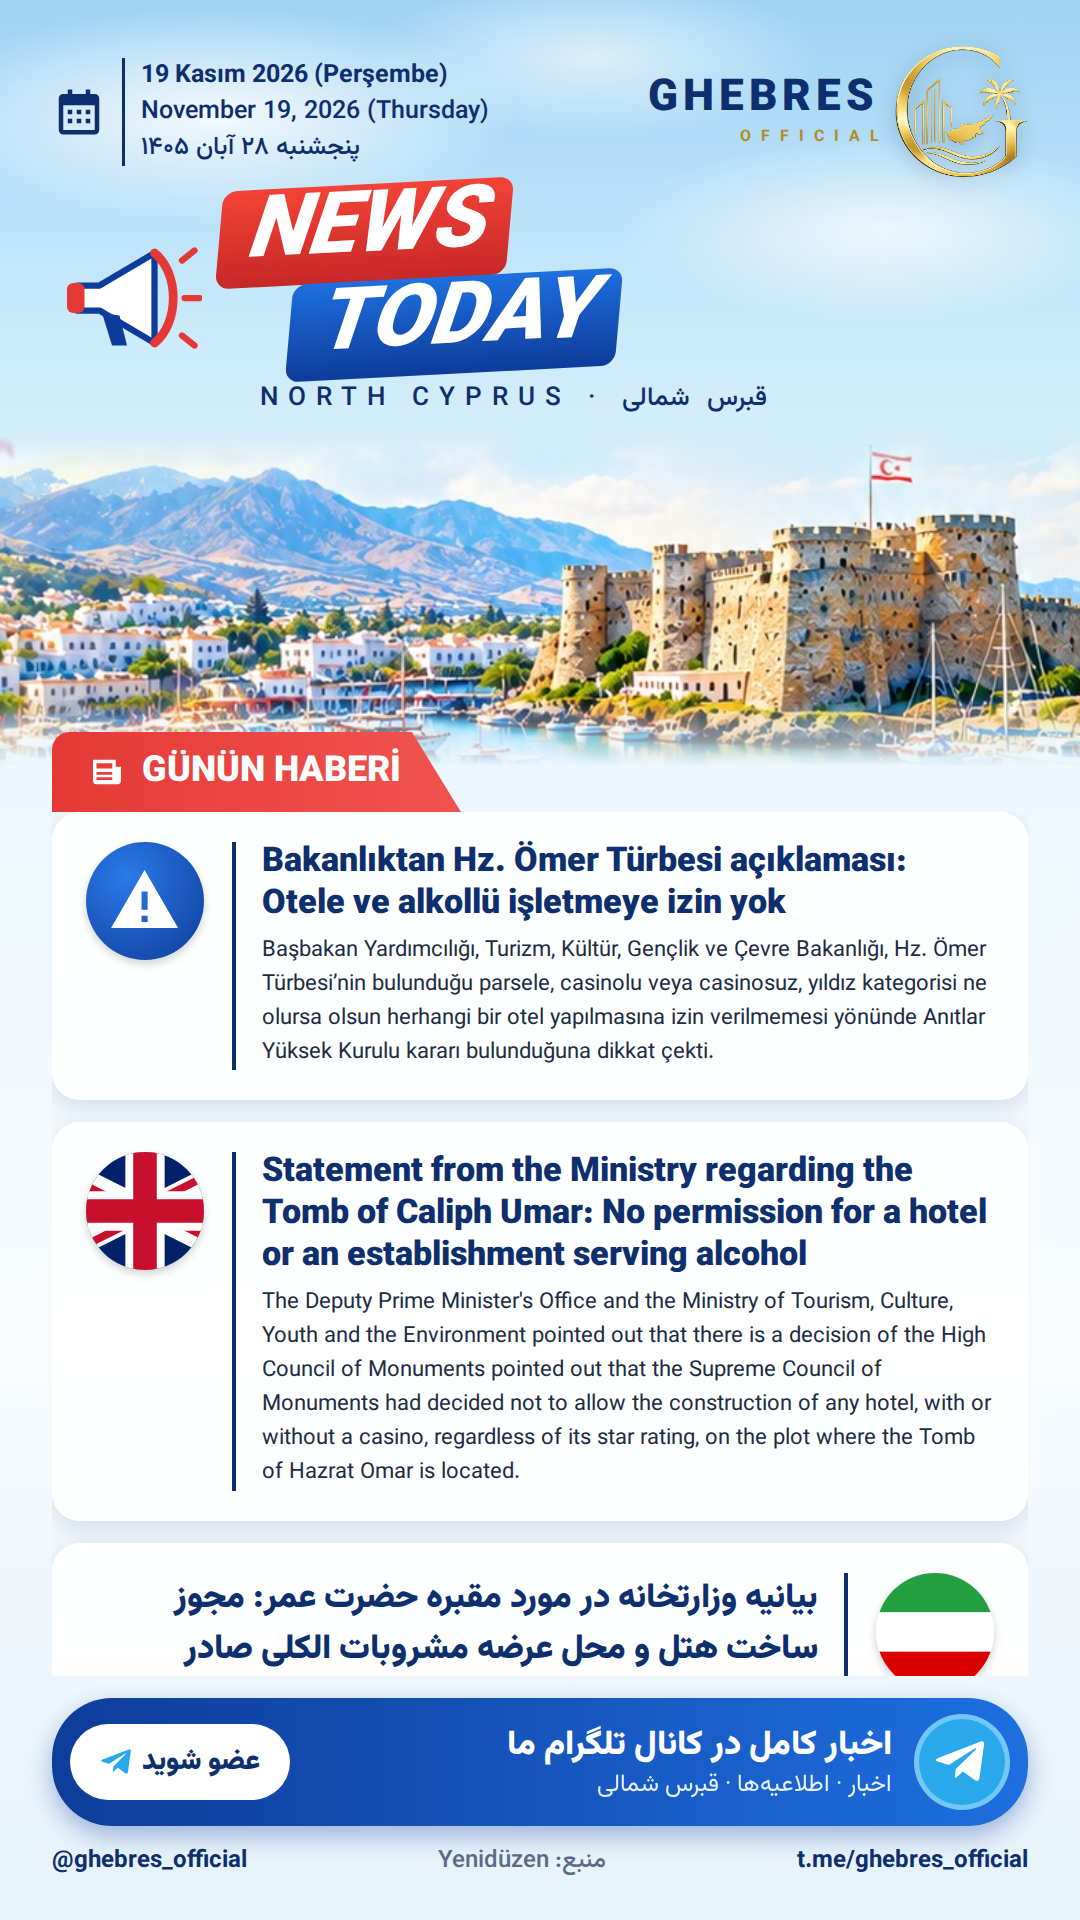 19 Kasım 2026 (Perşembe)
November 19, 2026 (Thursday)
پنجشنبه ۲۸ آبان ۱۴۰۵
GHEBRES
OFFICIAL
NEWS
TODAY
NORTH CYPRUS · قبرس شمالی
GÜNÜN HABERİ
Bakanlıktan Hz. Ömer Türbesi açıklaması:
Otele ve alkollü işletmeye izin yok
Başbakan Yardımcılığı, Turizm, Kültür, Gençlik ve Çevre Bakanlığı, Hz. Ömer
Türbesi’nin bulunduğu parsele, casinolu veya casinosuz, yıldız kategorisi ne
olursa olsun herhangi bir otel yapılmasına izin verilmemesi yönünde Anıtlar
Yüksek Kurulu kararı bulunduğuna dikkat çekti.
Statement from the Ministry regarding the
Tomb of Caliph Umar: No permission for a hotel
or an establishment serving alcohol
The Deputy Prime Minister's Office and the Ministry of Tourism, Culture,
Youth and the Environment pointed out that there is a decision of the High
Council of Monuments pointed out that the Supreme Council of
Monuments had decided not to allow the construction of any hotel, with or
without a casino, regardless of its star rating, on the plot where the Tomb
of Hazrat Omar is located.
بیانیه وزارتخانه در مورد مقبره حضرت عمر: مجوز
ساخت هتل و محل عرضه مشروبات الکلی صادر
اخبار کامل در کانال تلگرام ما
اخبار · اطلاعیه‌ها · قبرس شمالی
عضو شوید
@ghebres_official
منبع: Yenidüzen
t.me/ghebres_official